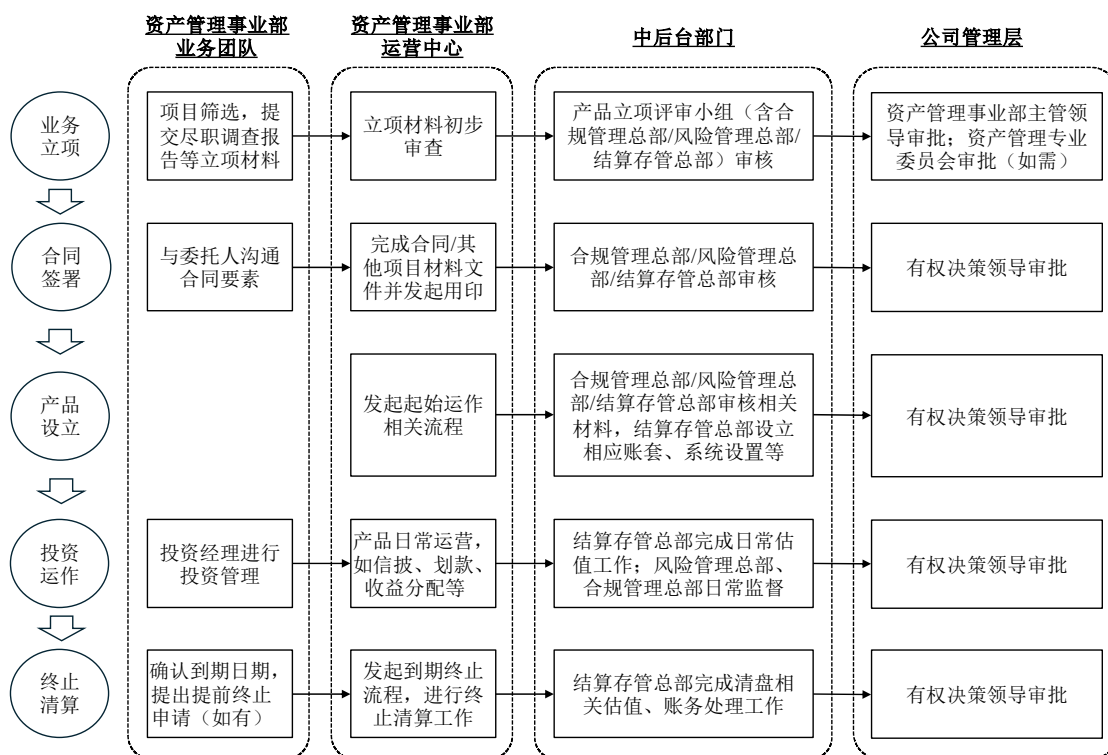 资产管理事业部
业务团队
资产管理事业部
运营中心
中后台部门
公司管理层
业务
立项
项目筛选，提
交尽职调查报
告等立项材料
立项材料初步
审查
产品立项评审小组（含合
规管理总部/风险管理总部/
结算存管总部）审核
资产管理事业部主管领
导审批；资产管理专业
委员会审批（如需）
合同
签署
与委托人沟通
合同要素
完成合同/其
他项目材料文
件并发起用印
合规管理总部/风险管理总
部/结算存管总部审核
有权决策领导审批
产品
设立
发起起始运作
相关流程
合规管理总部/风险管理总
部/结算存管总部审核相关
材料，结算存管总部设立
相应账套、系统设置等
有权决策领导审批
投资
运作
投资经理进行
投资管理
产品日常运营，
如信披、划款、
收益分配等
结算存管总部完成日常估
值工作；风险管理总部、
合规管理总部日常监督
有权决策领导审批
终止
清算
确认到期日期，
提出提前终止
申请（如有）
发起到期终止
流程，进行终
止清算工作
结算存管总部完成清盘相
关估值、账务处理工作
有权决策领导审批